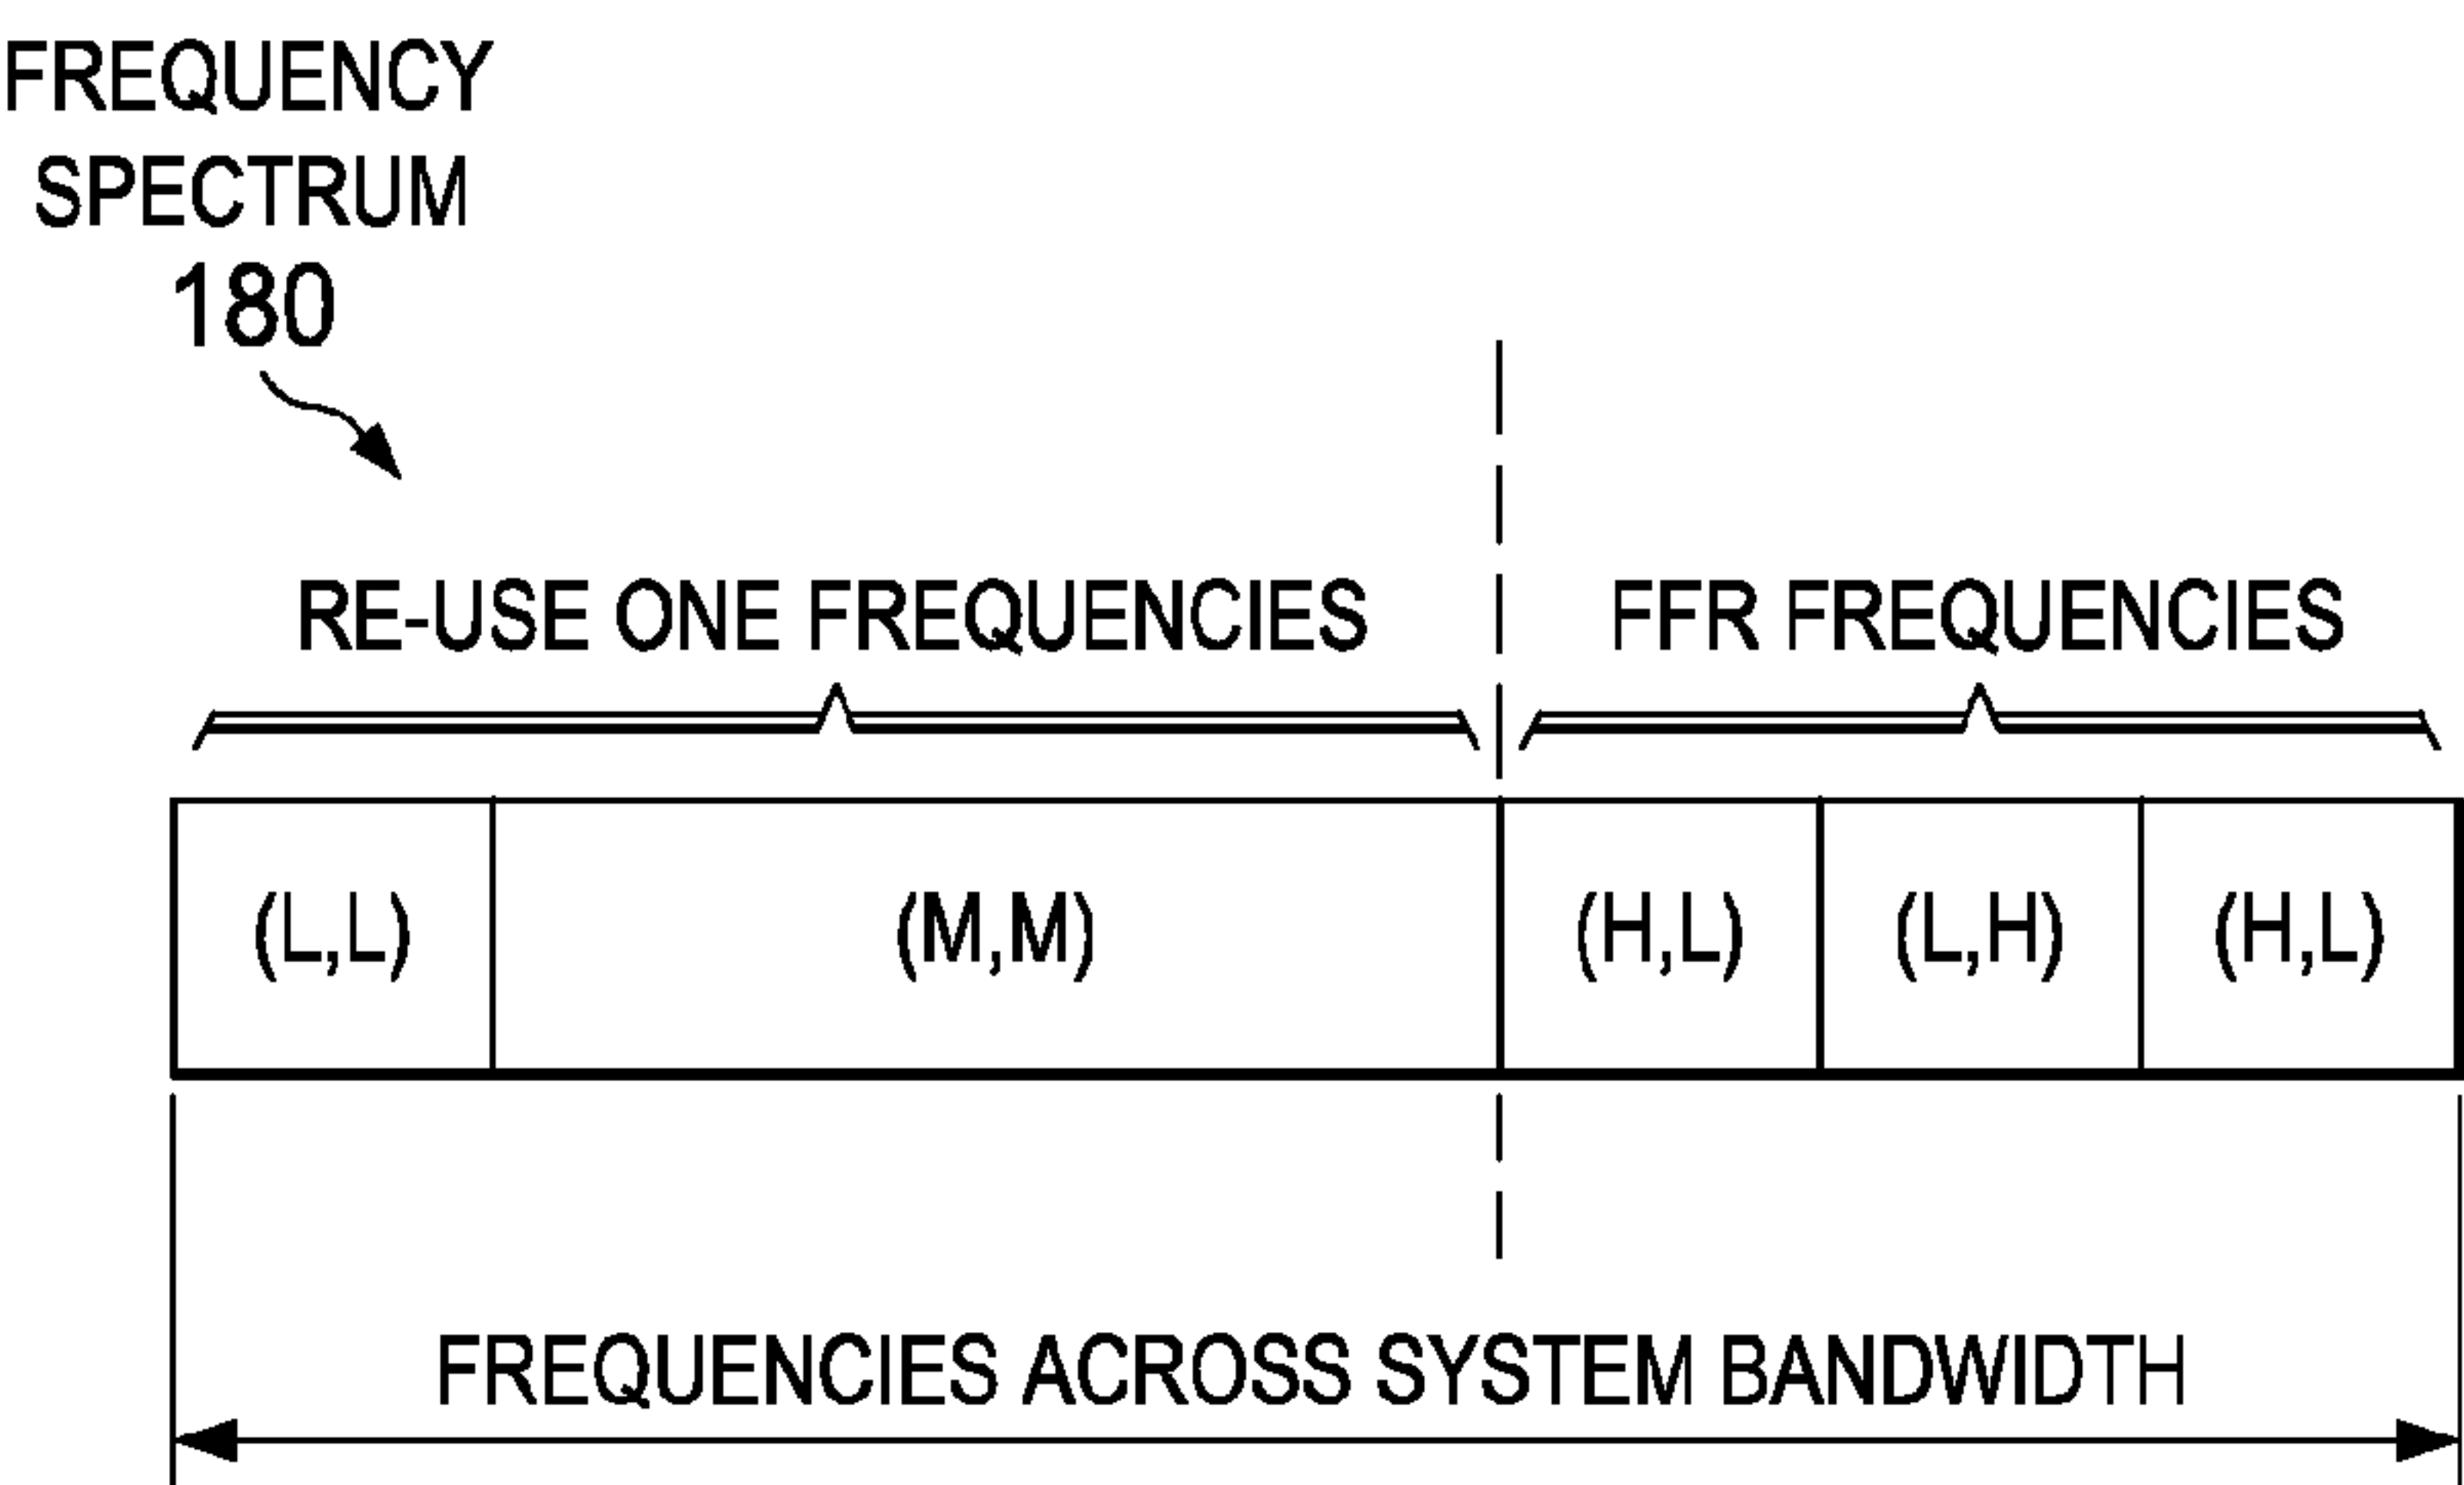 FREQUENCY
SPECTRUM
180
RE-USE ONE FREQUENCIES
FFR FREQUENCIES
(L,L)
(M,M)
(H,L)
(L,H)
(H,L)
FREQUENCIES ACROSS SYSTEM BANDWIDTH